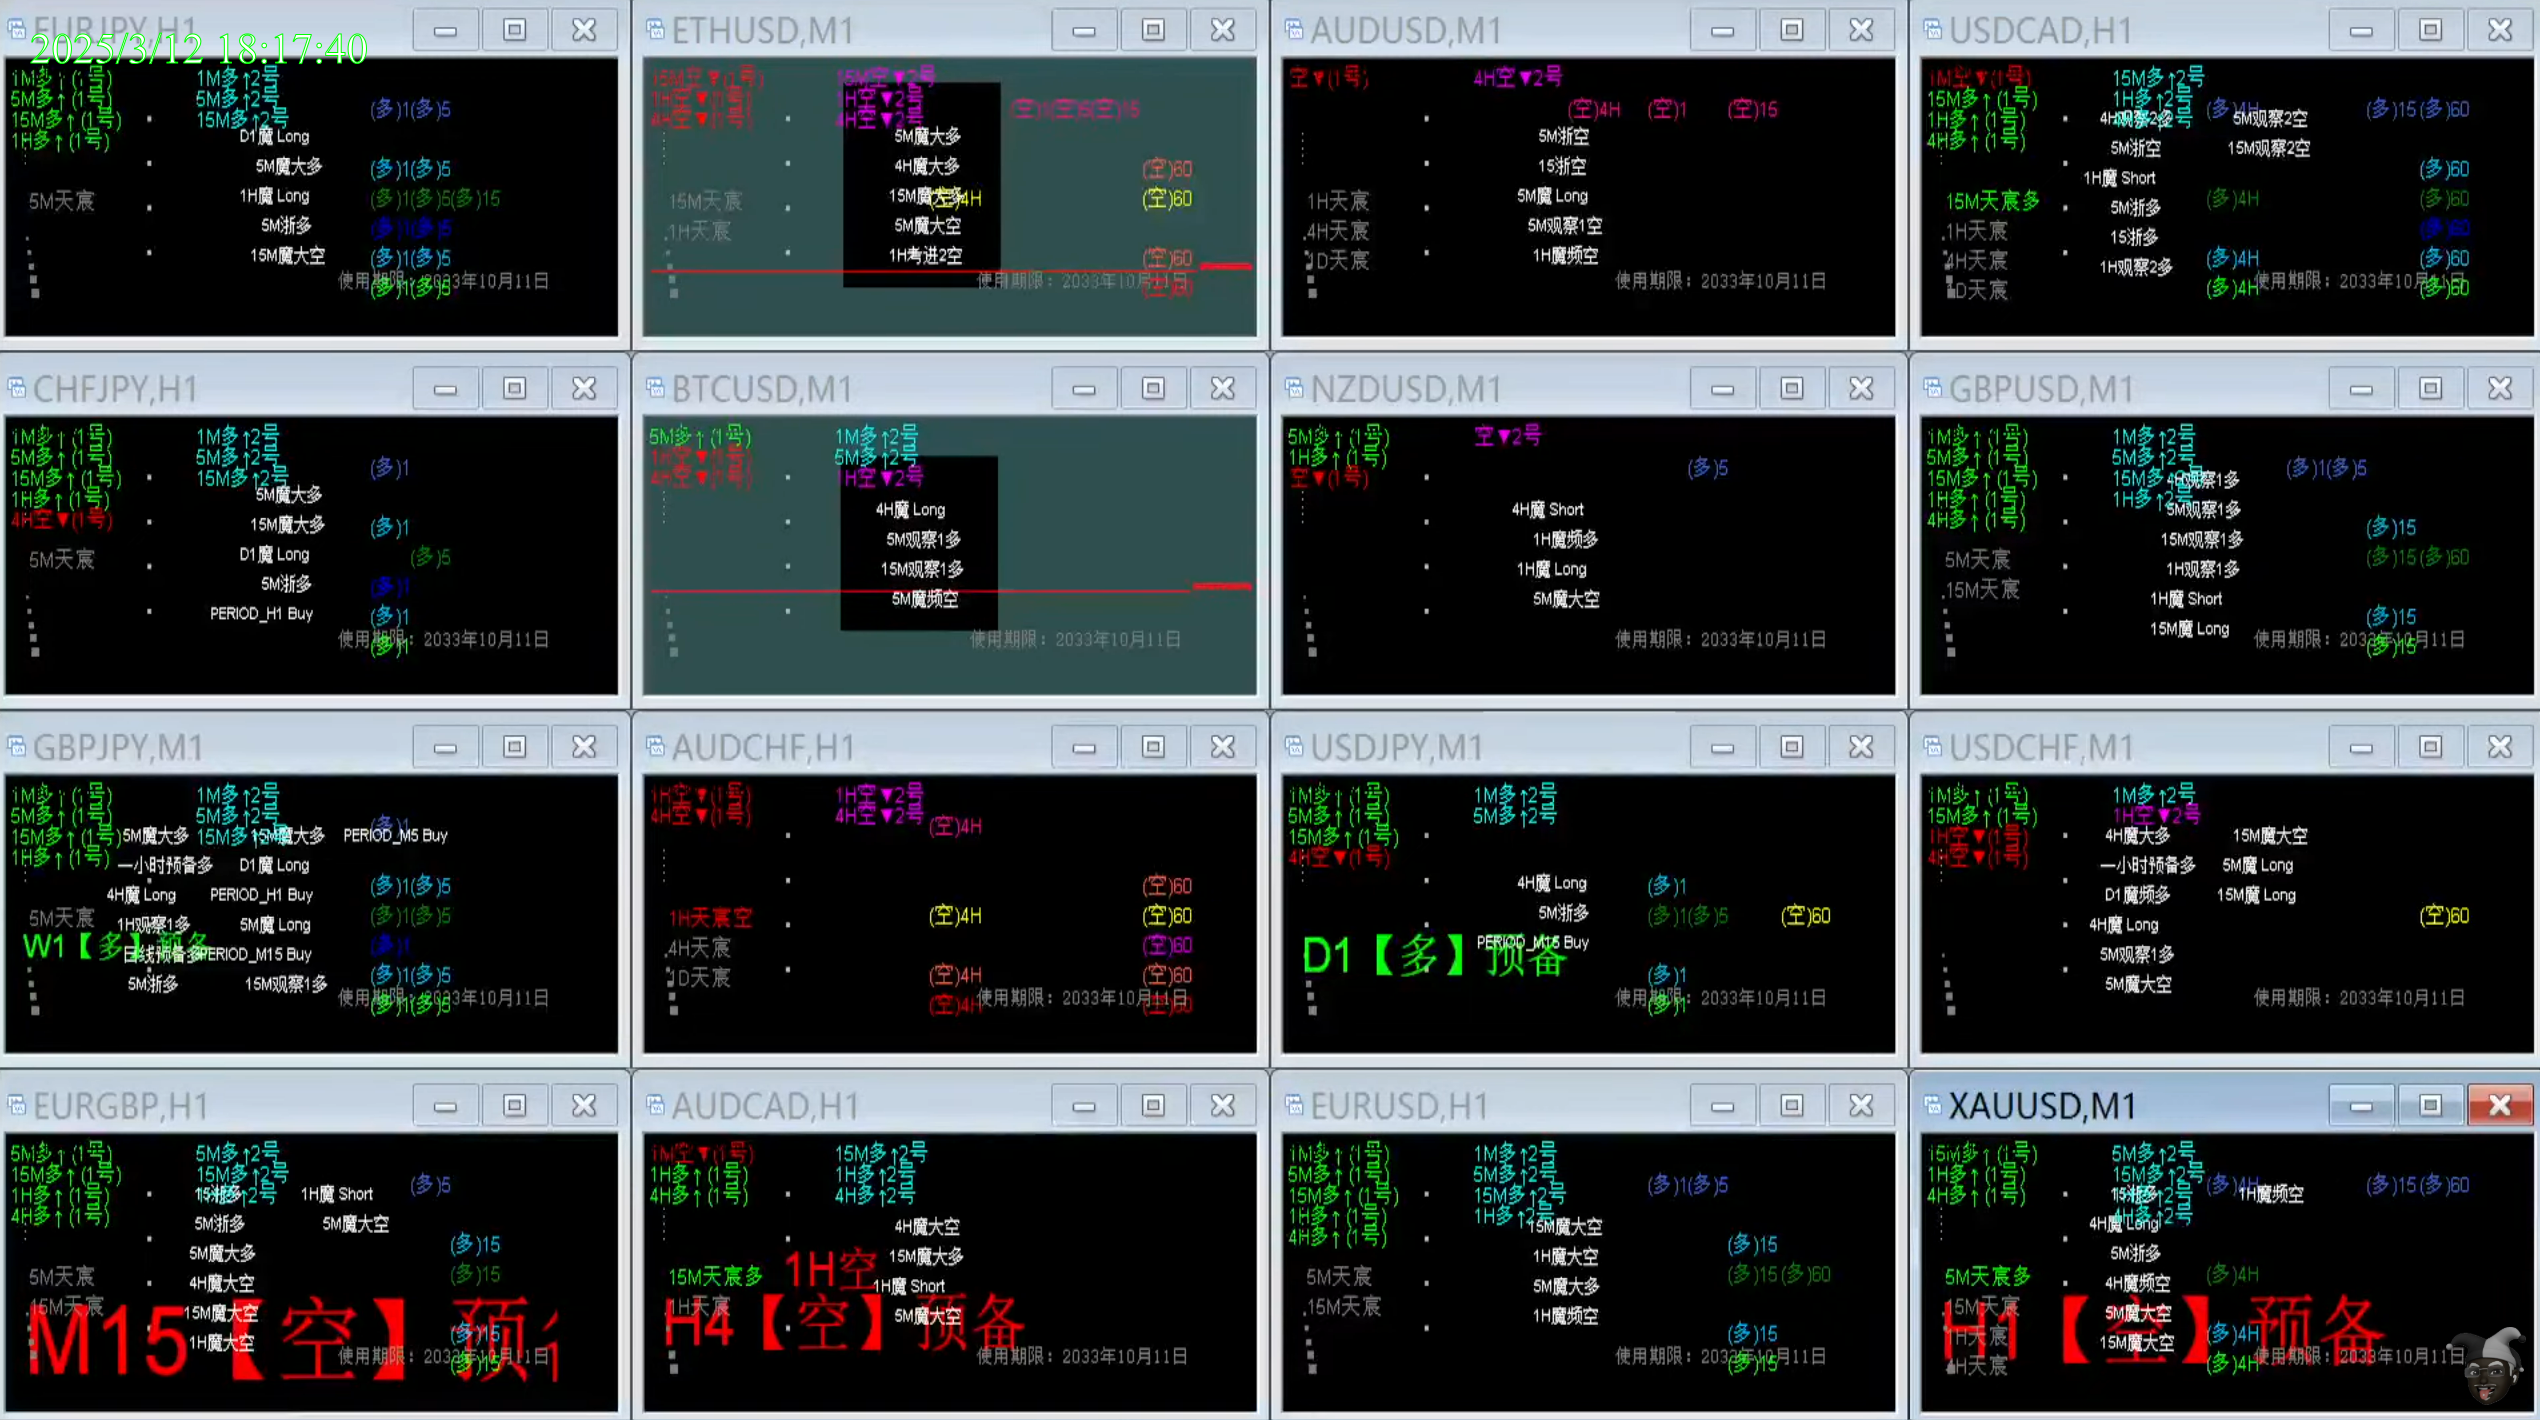 EURJPY,H1
2025/3/12 18:17:40
1M多↑(1号) 1M多↑2号
5M多↑(1号) 5M多↑2号 (多)1(多)5
15M多↑(1号) 15M多↑2号
1H多↑(1号) D1魔 Long
5M魔大多 (多)1(多)5
5M天宸 1H魔 Long (多)1(多)5(多)15
5M浙多 (多)1(多)5
15M魔大空 (多)1(多)5
使用期限：2033年10月11日
(多)1(多)5
ETHUSD,M1
15M空▼(1号) 15M空▼2号
1H空▼(1号) 1H空▼2号 (空)1(空)5(空)15
4H空▼(1号) 4H空▼2号
5M魔大多
4H魔大多 (空)60
15M天宸 15M魔大多 (空)4H (空)60
1H天宸 5M魔大空
1H考进2空 (空)60
使用期限：2033年10月11日
(空)60
AUDUSD,M1
空▼(1号) 4H空▼2号
(空)4H (空)1 (空)15
5M浙空
15浙空
1H天宸 5M魔 Long
4H天宸 5M观察1空
1D天宸 1H魔频空
使用期限：2033年10月11日
USDCAD,H1
1M空▼(1号) 15M多↑2号
15M多↑(1号) 1H多↑2号 (多)4H (多)15(多)60
1H多↑(1号) 4H多↑2号 4H观察2多 5M观察2空
4H多↑(1号) 5M浙空 15M观察2空
1H魔 Short (多)60
15M天宸多 5M浙多 (多)4H (多)60
1H天宸 15浙多 (多)60
4H天宸 1H观察2多 (多)4H (多)60
1D天宸 使用期限：2033年10月11日
(多)4H (多)60
CHFJPY,H1
1M多↑(1号) 1M多↑2号
5M多↑(1号) 5M多↑2号 (多)1
15M多↑(1号) 15M多↑2号
1H多↑(1号) 5M魔大多
4H空▼(1号) 15M魔大多 (多)1
5M天宸 D1魔 Long (多)5
5M浙多 (多)1
PERIOD_H1 Buy (多)1
使用期限：2033年10月11日
(多)1
BTCUSD,M1
5M多↑(1号) 1M多↑2号
1H空▼(1号) 5M多↑2号
4H空▼(1号) 1H空▼2号
4H魔 Long
5M观察1多
15M观察1多
5M魔频空
使用期限：2033年10月11日
NZDUSD,M1
5M多↑(1号) 空▼2号
1H多↑(1号) (多)5
空▼(1号)
4H魔 Short
1H魔频多
1H魔 Long
5M魔大空
使用期限：2033年10月11日
GBPUSD,M1
1M多↑(1号) 1M多↑2号
5M多↑(1号) 5M多↑2号 (多)1(多)5
15M多↑(1号) 15M多↑2号 4H观察1多
1H多↑(1号) 1H多↑2号 5M观察1多
4H多↑(1号) (多)15
15M观察1多
5M天宸 1H观察1多 (多)15(多)60
15M天宸 1H魔 Short
15M魔 Long (多)15
使用期限：2033年10月11日
(多)15
GBPJPY,M1
1M多↑(1号) 1M多↑2号
5M多↑(1号) 5M多↑2号 (多)1
15M多↑(1号) 5M魔大多 15M多↑2号 15M魔大多 PERIOD_M5 Buy
1H多↑(1号) 一小时预备多 D1魔 Long
4H魔 Long PERIOD_H1 Buy (多)1(多)5
5M天宸 1H观察1多 5M魔 Long (多)1(多)5
W1【多】预备 日线预备多 PERIOD_M15 Buy (多)1
5M浙多 15M观察1多 (多)1(多)5
使用期限：2033年10月11日
(多)1(多)5
AUDCHF,H1
1H空▼(1号) 1H空▼2号
4H空▼(1号) 4H空▼2号 (空)4H
(空)60
1H天宸空 (空)4H (空)60
4H天宸 (空)60
1D天宸 (空)4H (空)60
使用期限：2033年10月11日
(空)4H (空)60
USDJPY,M1
1M多↑(1号) 1M多↑2号
5M多↑(1号) 5M多↑2号
15M多↑(1号)
4H空▼(1号)
4H魔 Long (多)1
5M浙多 (多)1(多)5 (空)60
D1【多】预备 PERIOD_M15 Buy
(多)1
使用期限：2033年10月11日
(多)1
USDCHF,M1
1M多↑(1号) 1M多↑2号
15M多↑(1号) 1H空▼2号
1H空▼(1号) 4H魔大多 15M魔大空
4H空▼(1号) 一小时预备多 5M魔 Long
D1魔频多 15M魔 Long
4H魔 Long (空)60
5M观察1多
5M魔大空
使用期限：2033年10月11日
EURGBP,H1
5M多↑(1号) 5M多↑2号
15M多↑(1号) 15M多↑2号 (多)5
1H多↑(1号) 1H多↑2号 15浙多 1H魔 Short
4H多↑(1号) 5M浙多 5M魔大空
5M魔大多 (多)15
5M天宸 4H魔大空 (多)15
15M天宸 15M魔大空
M15【空】预 1H魔大空 (多)15
使用期限：2033年10月11日
(多)15
AUDCAD,H1
1M空▼(1号) 15M多↑2号
1H多↑(1号) 1H多↑2号
4H多↑(1号) 4H多↑2号
4H魔大空
15M魔大多
15M天宸多 1H空 1H魔 Short
1H天宸 5M魔大空
H4【空】预备
使用期限：2033年10月11日
EURUSD,H1
1M多↑(1号) 1M多↑2号
5M多↑(1号) 5M多↑2号 (多)1(多)5
15M多↑(1号) 15M多↑2号
1H多↑(1号) 1H多↑2号 15M魔大空
4H多↑(1号) (多)15
1H魔大空
5M天宸 5M魔大多 (多)15(多)60
15M天宸 1H魔频空
(多)15
使用期限：2033年10月11日
(多)15
XAUUSD,M1
15M多↑(1号) 5M多↑2号
1H多↑(1号) 15M多↑2号 (多)4H (多)15(多)60
4H多↑(1号) 15浙多 1H魔频空
4H多↑2号 4H魔 Long
5M浙多
5M天宸多 4H魔频空 (多)4H
15M天宸 5M魔大空
1H天宸 15M魔大空 (多)4H
H1【空】预备
4H天宸 使用期限：2033年10月11日
(多)4H